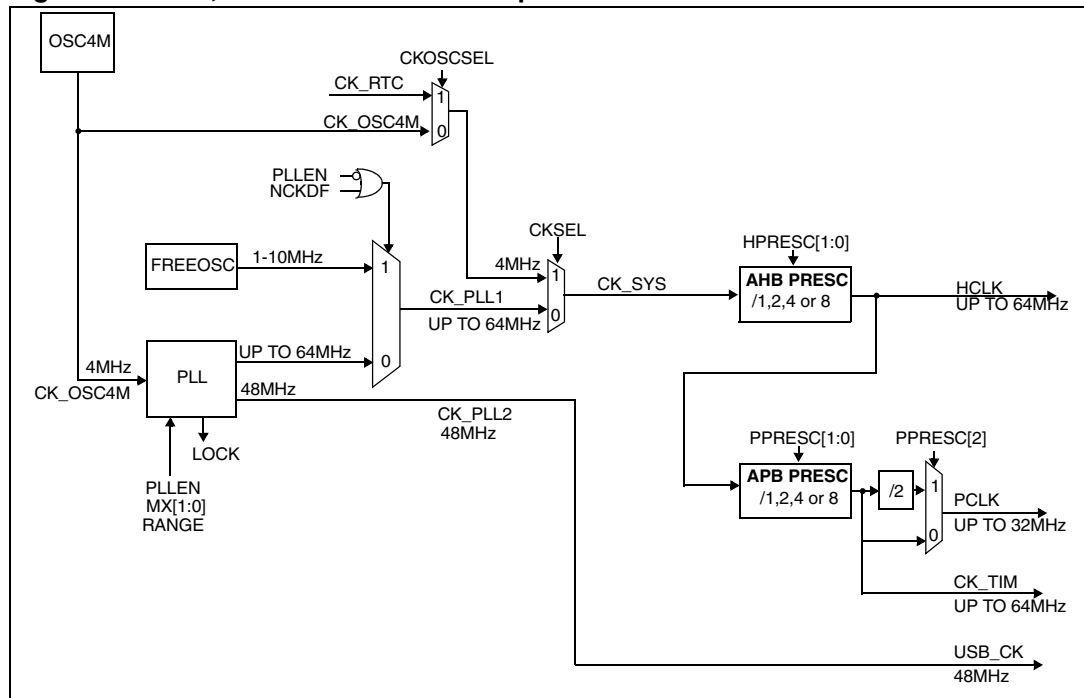 OSC4M
CKOSCSEL
CK_RTC
1
CK_OSC4M
0
PLLEN
NCKDF
CKSEL
HPRESC[1:0]
FREEOSC
1-10MHz
1
4MHz
1
CK_SYS
AHB PRESC
/1,2,4 or 8
HCLK
UP TO 64MHz
CK_PLL1
UP TO 64MHz
0
UP TO 64MHz
0
4MHz
CK_OSC4M
PLL
48MHz
CK_PLL2
48MHz
LOCK
PLLEN
MX[1:0]
RANGE
PPRESC[1:0]
PPRESC[2]
APB PRESC
/1,2,4 or 8
/2
1
PCLK
UP TO 32MHz
0
CK_TIM
UP TO 64MHz
USB_CK
48MHz